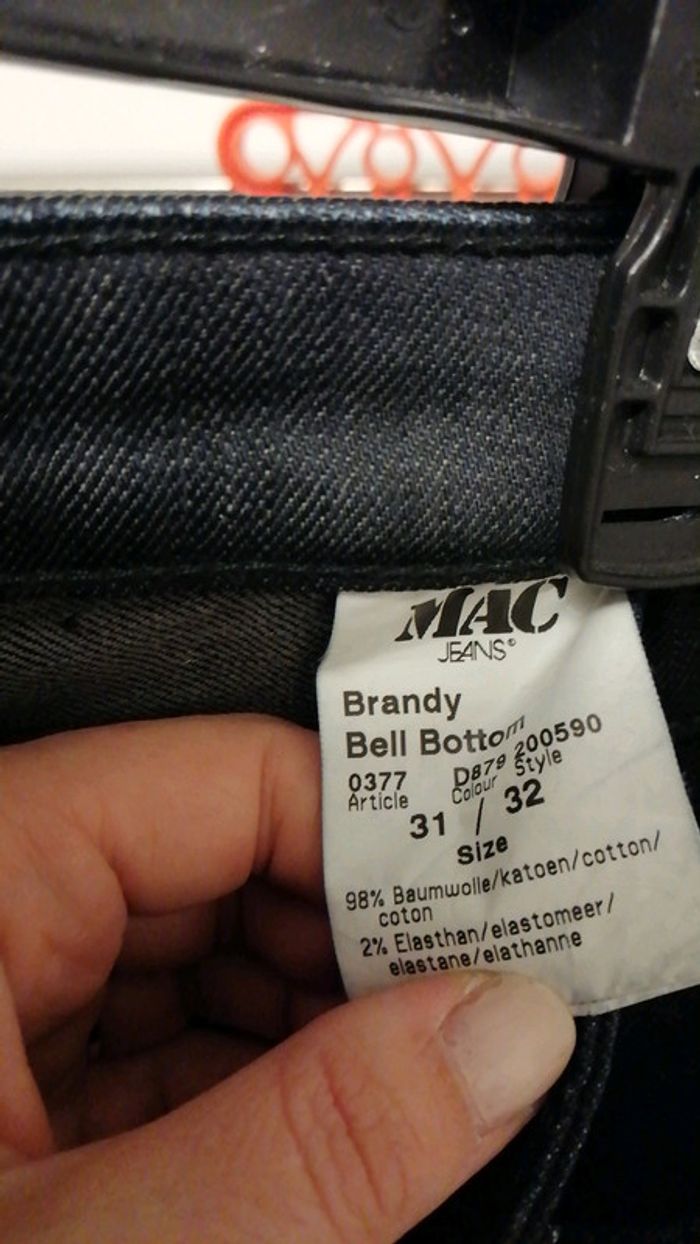 MAC
JEANS®
Brandy
Bell Bottom
0377 D879 200590
Article Colour Style
31 / 32
Size
98% Baumwolle/katoen/cotton/
coton
2% Elasthan/elastomeer/
elastane/elathanne